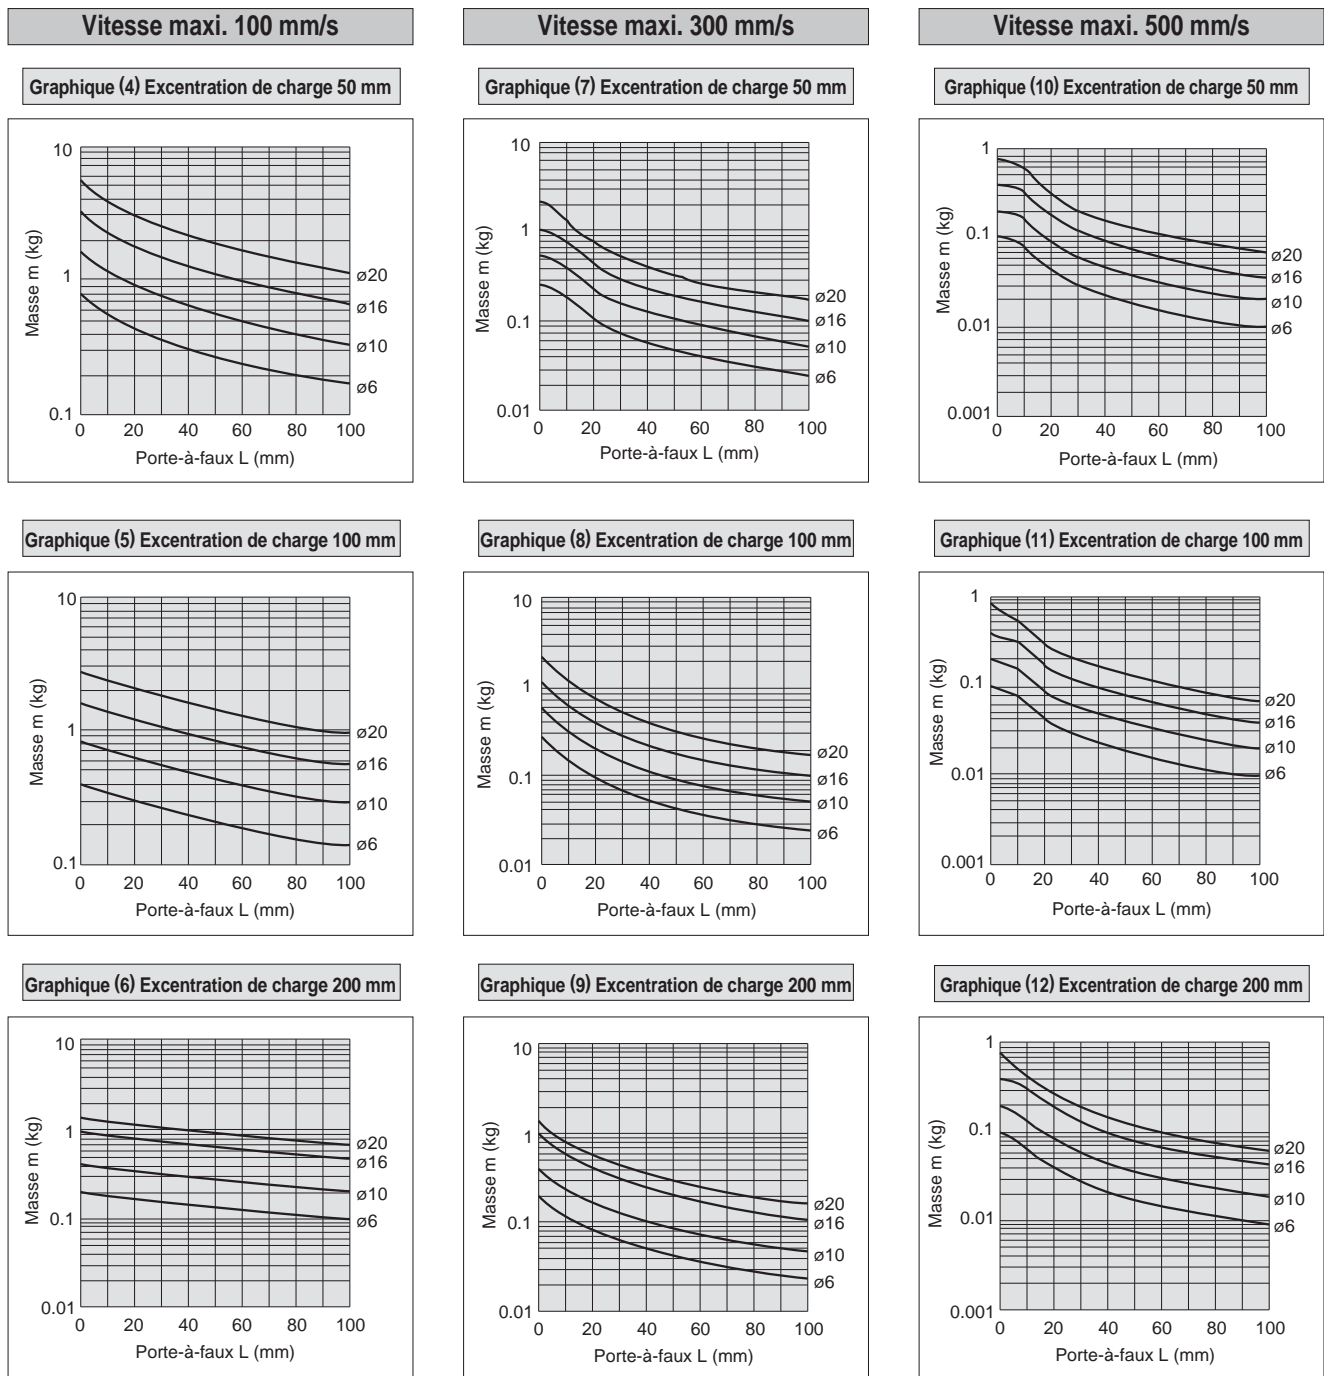 Vitesse maxi. 100 mm/s
Graphique (4) Excentration de charge 50 mm
Masse m (kg)
10
1
0.1
ø20
ø16
ø10
ø6
0 20 40 60 80 100
Porte-à-faux L (mm)
Graphique (5) Excentration de charge 100 mm
Masse m (kg)
10
1
0.1
ø20
ø16
ø10
ø6
0 20 40 60 80 100
Porte-à-faux L (mm)
Graphique (6) Excentration de charge 200 mm
Masse m (kg)
10
1
0.1
0.01
ø20
ø16
ø10
ø6
0 20 40 60 80 100
Porte-à-faux L (mm)
Vitesse maxi. 300 mm/s
Graphique (7) Excentration de charge 50 mm
Masse m (kg)
10
1
0.1
0.01
ø20
ø16
ø10
ø6
0 20 40 60 80 100
Porte-à-faux L (mm)
Graphique (8) Excentration de charge 100 mm
Masse m (kg)
10
1
0.1
0.01
ø20
ø16
ø10
ø6
0 20 40 60 80 100
Porte-à-faux L (mm)
Graphique (9) Excentration de charge 200 mm
Masse m (kg)
10
1
0.1
0.01
ø20
ø16
ø10
ø6
0 20 40 60 80 100
Porte-à-faux L (mm)
Vitesse maxi. 500 mm/s
Graphique (10) Excentration de charge 50 mm
Masse m (kg)
1
0.1
0.01
0.001
ø20
ø16
ø10
ø6
0 20 40 60 80 100
Porte-à-faux L (mm)
Graphique (11) Excentration de charge 100 mm
Masse m (kg)
1
0.1
0.01
0.001
ø20
ø16
ø10
ø6
0 20 40 60 80 100
Porte-à-faux L (mm)
Graphique (12) Excentration de charge 200 mm
Masse m (kg)
1
0.1
0.01
0.001
ø20
ø16
ø10
ø6
0 20 40 60 80 100
Porte-à-faux L (mm)